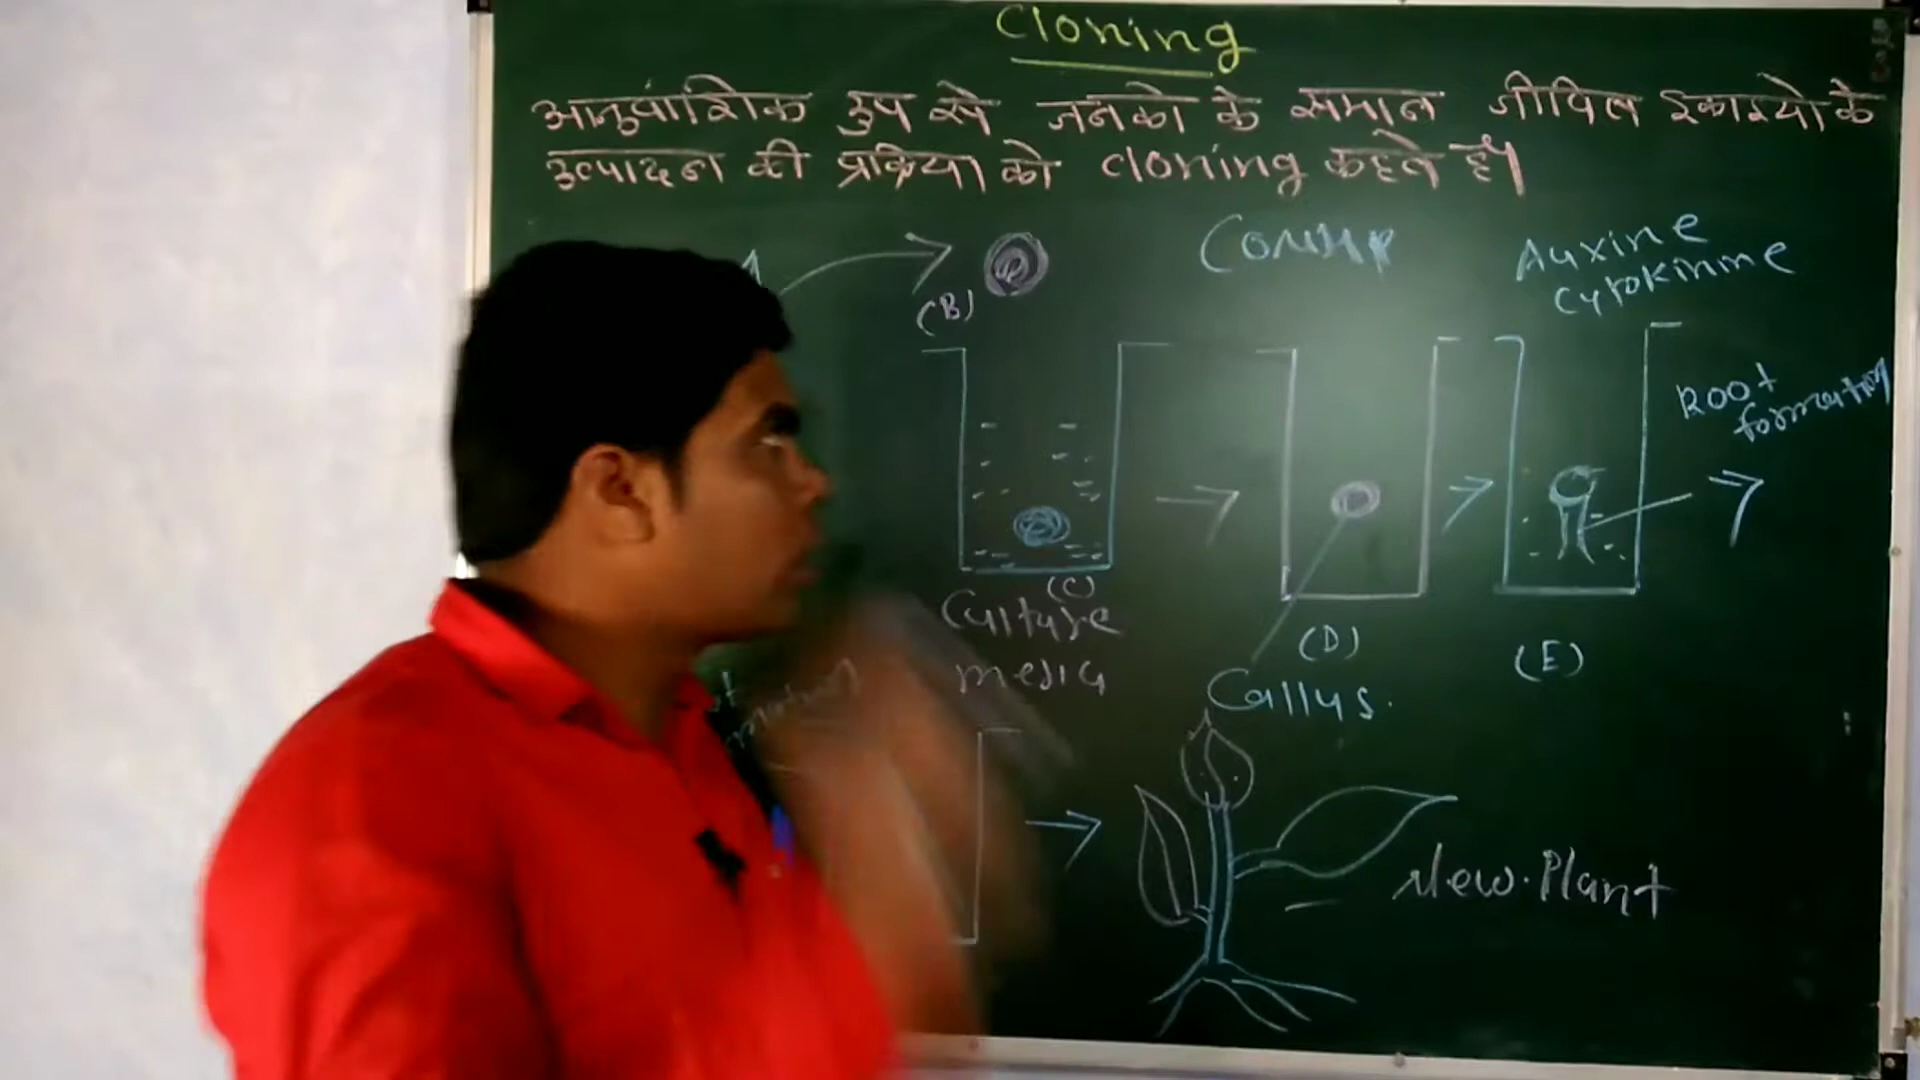 Cloning
आनुवांशिक रुप से जनको के समान जीवित इकाइयो के
उत्पादन की प्रक्रिया को cloning कहते हैं।
Auxine
Cytokinine
(B)
Root
formation
(C)
Culture
media
(D)
(E)
Callus.
New Plant